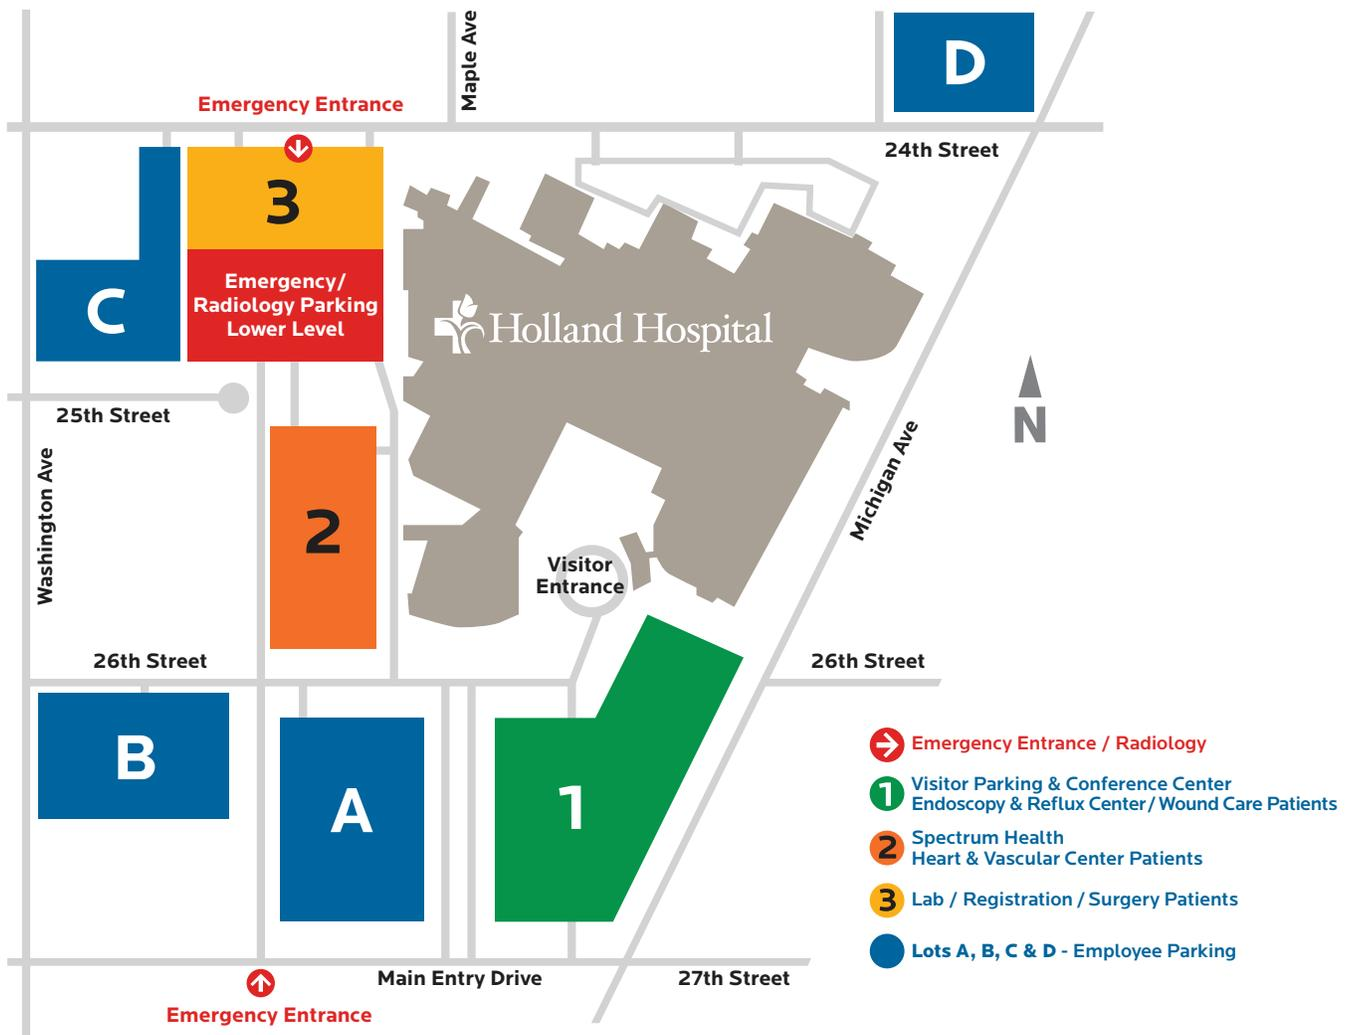 Maple Ave
D
Emergency Entrance
24th Street
3
Emergency/
Radiology Parking
Lower Level
C
Holland Hospital
25th Street
N
Washington Ave
Michigan Ave
2
Visitor
Entrance
26th Street
26th Street
B
A
1
Emergency Entrance / Radiology
1
Visitor Parking & Conference Center
Endoscopy & Reflux Center / Wound Care Patients
2
Spectrum Health
Heart & Vascular Center Patients
3
Lab / Registration / Surgery Patients
Lots A, B, C & D - Employee Parking
Main Entry Drive
27th Street
Emergency Entrance